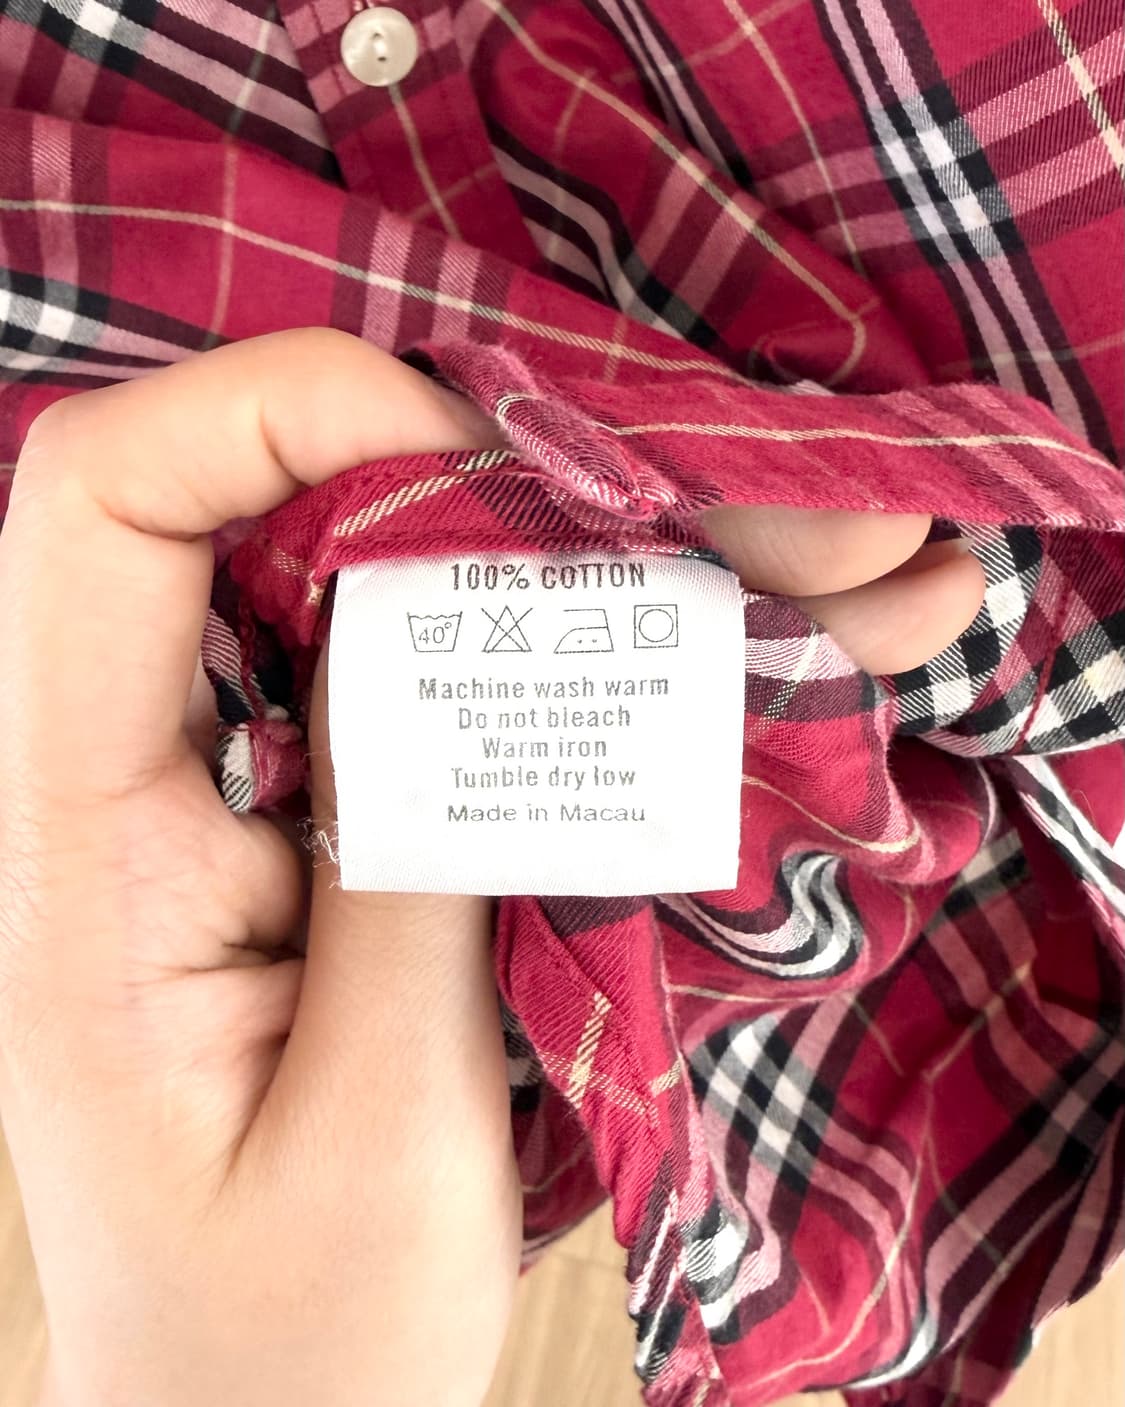 100% COTTON
40°
Machine wash warm
Do not bleach
Warm iron
Tumble dry low
Made in Macau